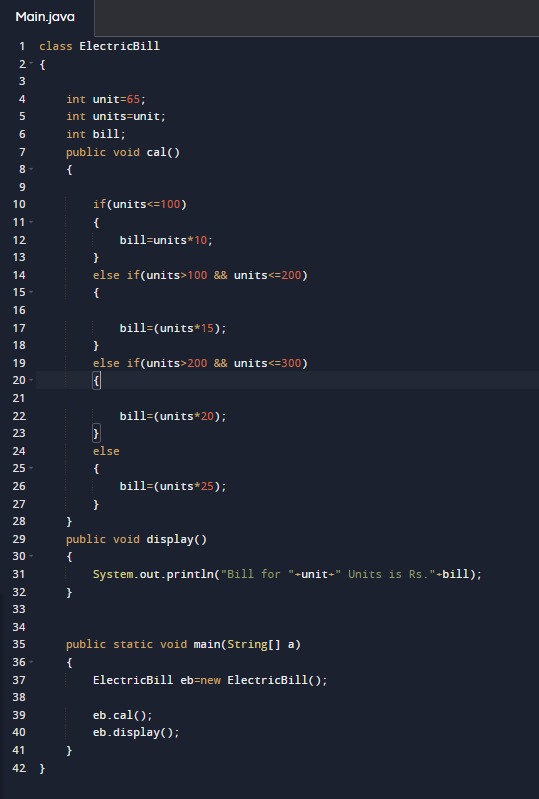 Main.java
1 class ElectricBill
2 {
3
4 int unit=65;
5 int units=unit;
6 int bill;
7 public void cal()
8 {
9
10 if(units<=100)
11 {
12 bill=units*10;
13 }
14 else if(units>100 && units<=200)
15 {
16
17 bill=(units*15);
18 }
19 else if(units>200 && units<=300)
20 {
21
22 bill=(units*20);
23 }
24 else
25 {
26 bill=(units*25);
27 }
28 }
29 public void display()
30 {
31 System.out.println("Bill for "+unit+" Units is Rs."+bill);
32 }
33
34
35 public static void main(String[] a)
36 {
37 ElectricBill eb=new ElectricBill();
38
39 eb.cal();
40 eb.display();
41 }
42 }